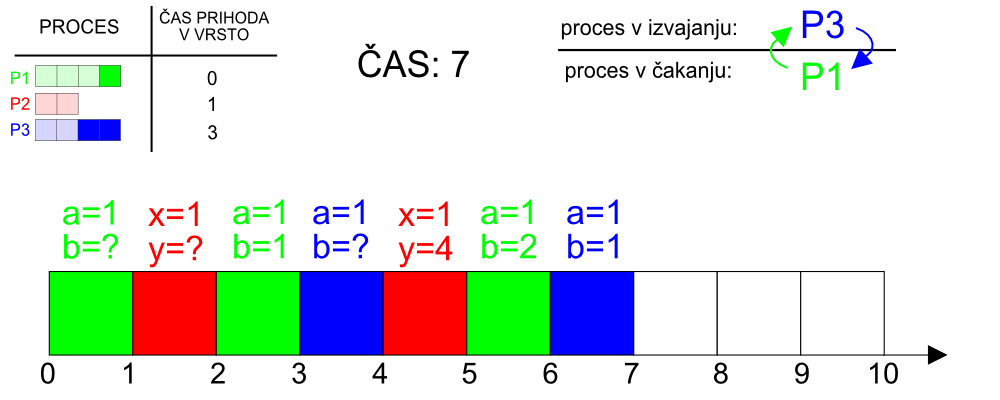 PROCES
ČAS PRIHODA
V VRSTO
P1
0
P2
1
P3
3
ČAS: 7
proces v izvajanju:
P3
proces v čakanju:
P1
a=1 x=1 a=1 a=1 x=1 a=1 a=1
b=? y=? b=1 b=? y=4 b=2 b=1
0 1 2 3 4 5 6 7 8 9 10